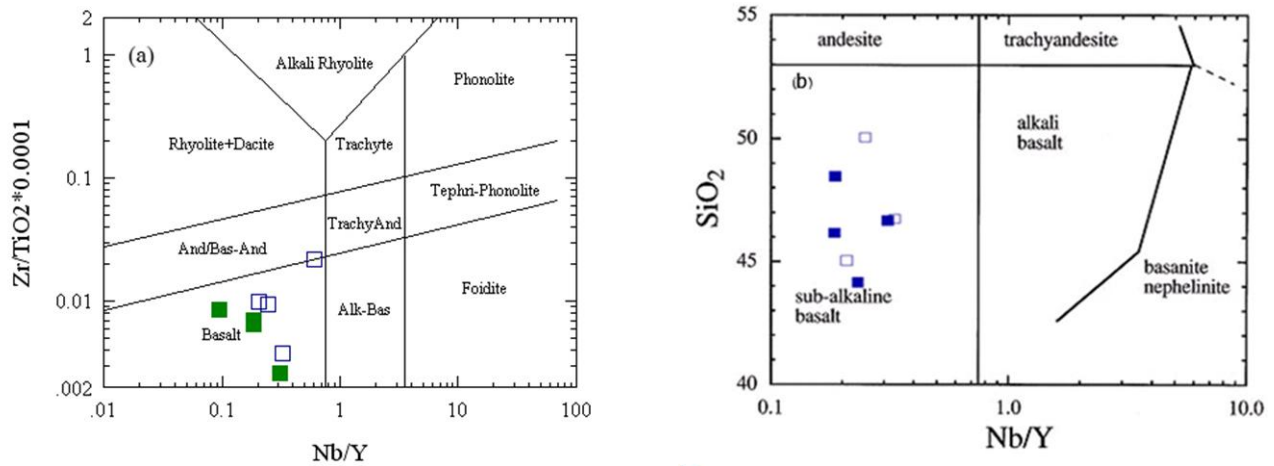 2
1
0.1
0.01
.002
Zr/TiO2*0.0001
(a)
Alkali Rhyolite
Phonolite
Rhyolite+Dacite
Trachyte
Tephri-Phonolite
TrachyAnd
And/Bas-And
Foidite
Alk-Bas
Basalt
.01
0.1
1
10
100
Nb/Y
55
50
45
40
SiO2
andesite
trachyandesite
(b)
alkali
basalt
basanite
nephelinite
sub-alkaline
basalt
0.1
1.0
10.0
Nb/Y